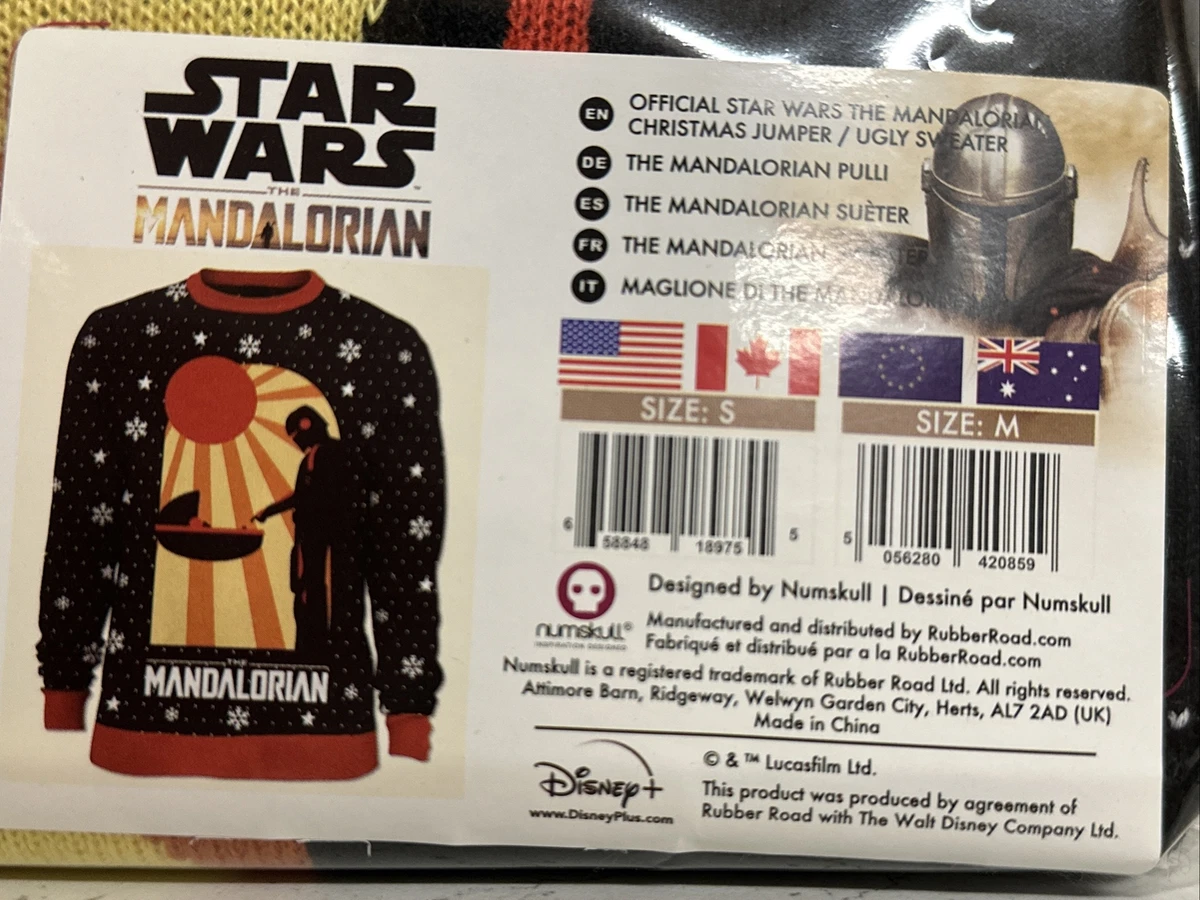 STAR
WARS
THE
MANDALORIAN
THE
MANDALORIAN
EN OFFICIAL STAR WARS THE MANDALORIAN
CHRISTMAS JUMPER / UGLY SWEATER
DE THE MANDALORIAN PULLI
ES THE MANDALORIAN SUÈTER
FR THE MANDALORIAN
IT MAGLIONE DI THE MANDALORIAN
SIZE: S
SIZE: M
6 58848 18975 5
5 056280 420859
numskull®
Designed by Numskull | Dessiné par Numskull
Manufactured and distributed by RubberRoad.com
Fabriqué et distribué par a la RubberRoad.com
Numskull is a registered trademark of Rubber Road Ltd. All rights reserved.
Attimore Barn, Ridgeway, Welwyn Garden City, Herts, AL7 2AD (UK)
Made in China
Disney+
www.DisneyPlus.com
© & ™ Lucasfilm Ltd.
This product was produced by agreement of
Rubber Road with The Walt Disney Company Ltd.